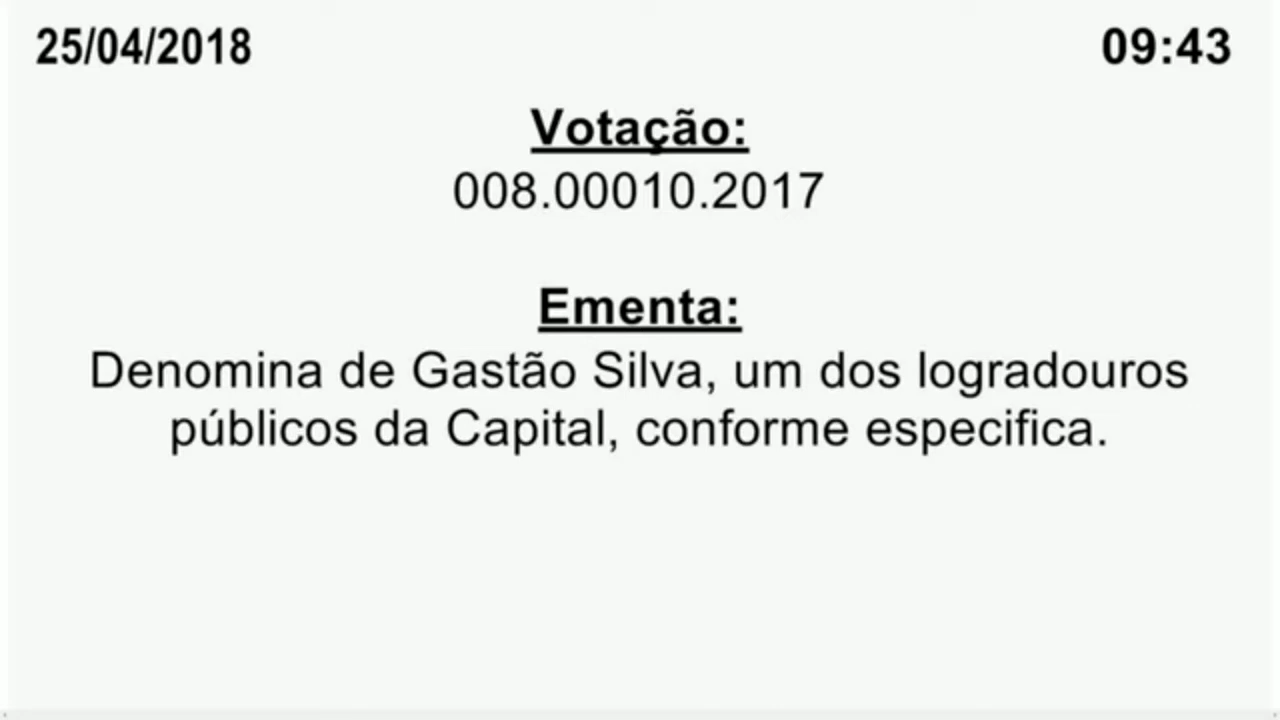 25/04/2018 09:43
Votação:
008.00010.2017
Ementa:
Denomina de Gastão Silva, um dos logradouros
públicos da Capital, conforme especifica.